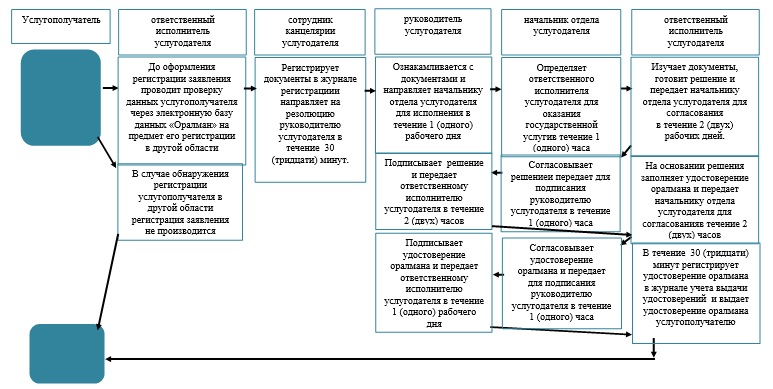 Услугополучатель
ответственный
исполнитель
услугодателя
сотрудник
канцелярии
услугодателя
руководитель
услугодателя
начальник отдела
услугодателя
ответственный
исполнитель
услугодателя
До оформления
регистрации заявления
проводит проверку
данных услугополучателя
через электронную базу
данных «Оралман» на
предмет его регистрации
в другой области
Регистрирует
документы в журнале
регистрациии
направляет на
резолюцию
руководителю
услугодателя в
течение 30
(тридцати) минут.
Ознакамливается с
документами и
направляет начальнику
отдела услугодателя
для исполнения в
течение 1 (одного)
рабочего дня
Определяет
ответственного
исполнителя
услугодателя для
оказания
государственной
услугив течение 1
(одного) часа
Изучает документы,
готовит решение и
передает начальнику
отдела услугодателя для
согласования
в течение 2 (двух)
рабочих дней.
В случае обнаружения
регистрации
услугополучателя в
другой области
регистрация заявления
не производится
Подписывает решение
и передает
ответственному
исполнителю
услугодателя в течение
2 (двух) часов
Согласовывает
решениеи передает для
подписания
руководителю
услугодателя в течение
1 (одного) часа
На основании решения
заполняет удостоверение
оралмана и передает
начальнику отдела
услугодателя для
согласованияв течение 2
(двух) часов
Подписывает
удостоверение
оралмана и передает
ответственному
исполнителю
услугодателя в течение
1 (одного) рабочего
дня
Согласовывает
удостоверение
оралмана и передает
для подписания
руководителю
услугодателя в течение
1 (одного) часа
В течение 30 (тридцати)
минут регистрирует
удостоверение оралмана
в журнале учета выдачи
удостоверений и выдает
удостоверение оралмана
услугополучателю